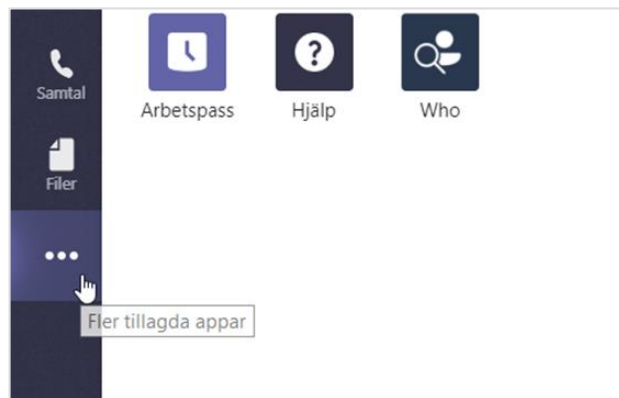 Samtal
Filer
Arbetspass
Hjälp
Who
Fler tillagda appar